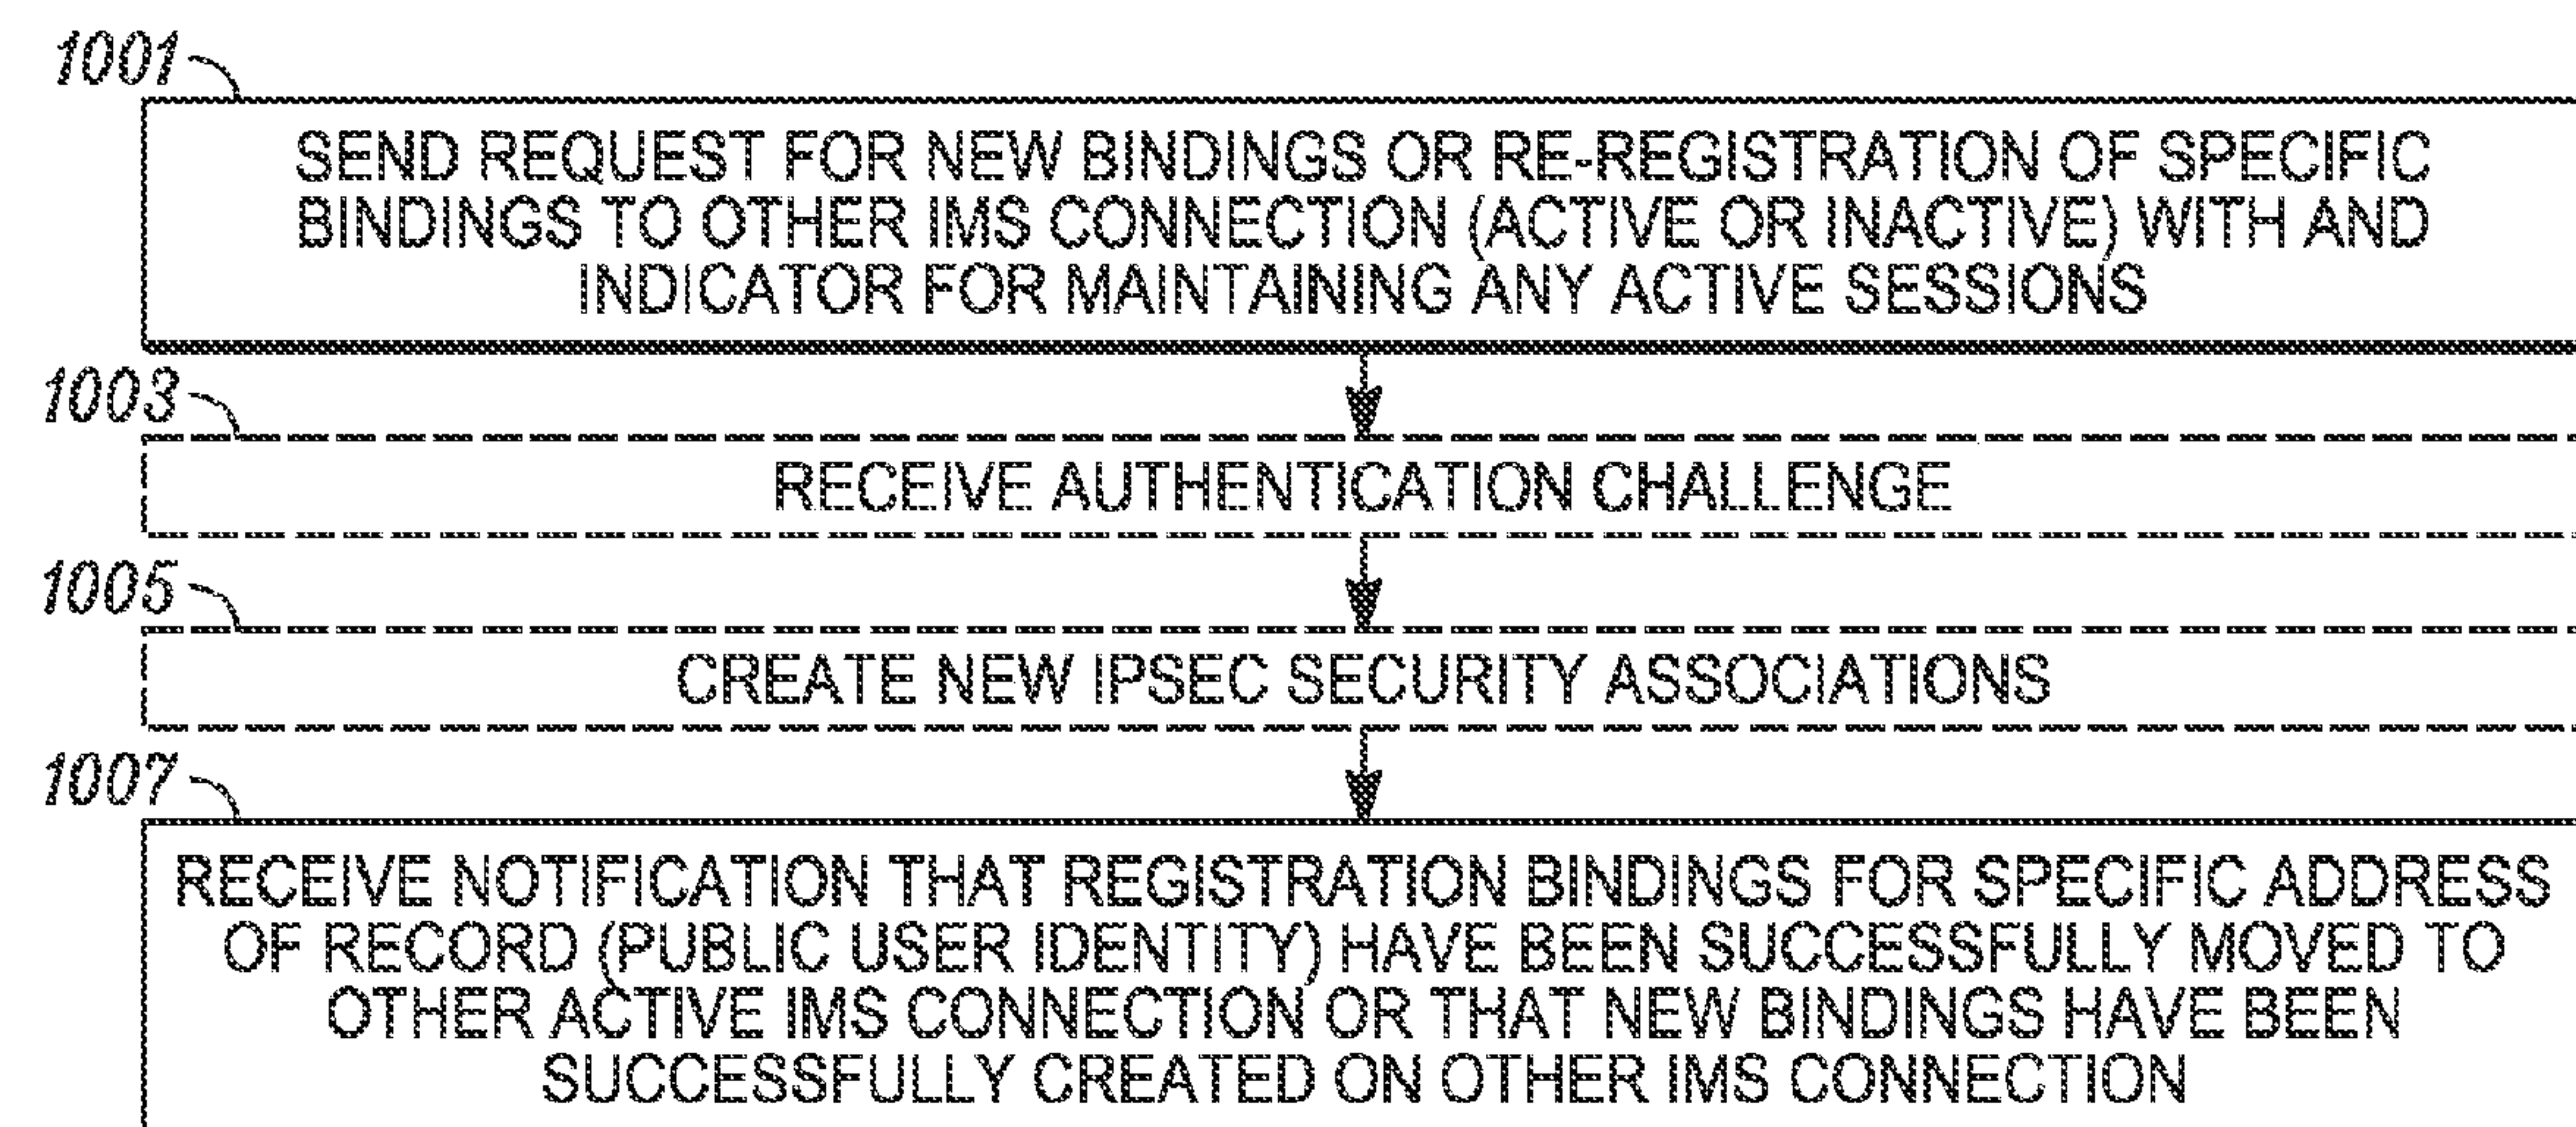 1001
SEND REQUEST FOR NEW BINDINGS OR RE-REGISTRATION OF SPECIFIC
BINDINGS TO OTHER IMS CONNECTION (ACTIVE OR INACTIVE) WITH AND
INDICATOR FOR MAINTAINING ANY ACTIVE SESSIONS
1003
RECEIVE AUTHENTICATION CHALLENGE
1005
CREATE NEW IPSEC SECURITY ASSOCIATIONS
1007
RECEIVE NOTIFICATION THAT REGISTRATION BINDINGS FOR SPECIFIC ADDRESS
OF RECORD (PUBLIC USER IDENTITY) HAVE BEEN SUCCESSFULLY MOVED TO
OTHER ACTIVE IMS CONNECTION OR THAT NEW BINDINGS HAVE BEEN
SUCCESSFULLY CREATED ON OTHER IMS CONNECTION